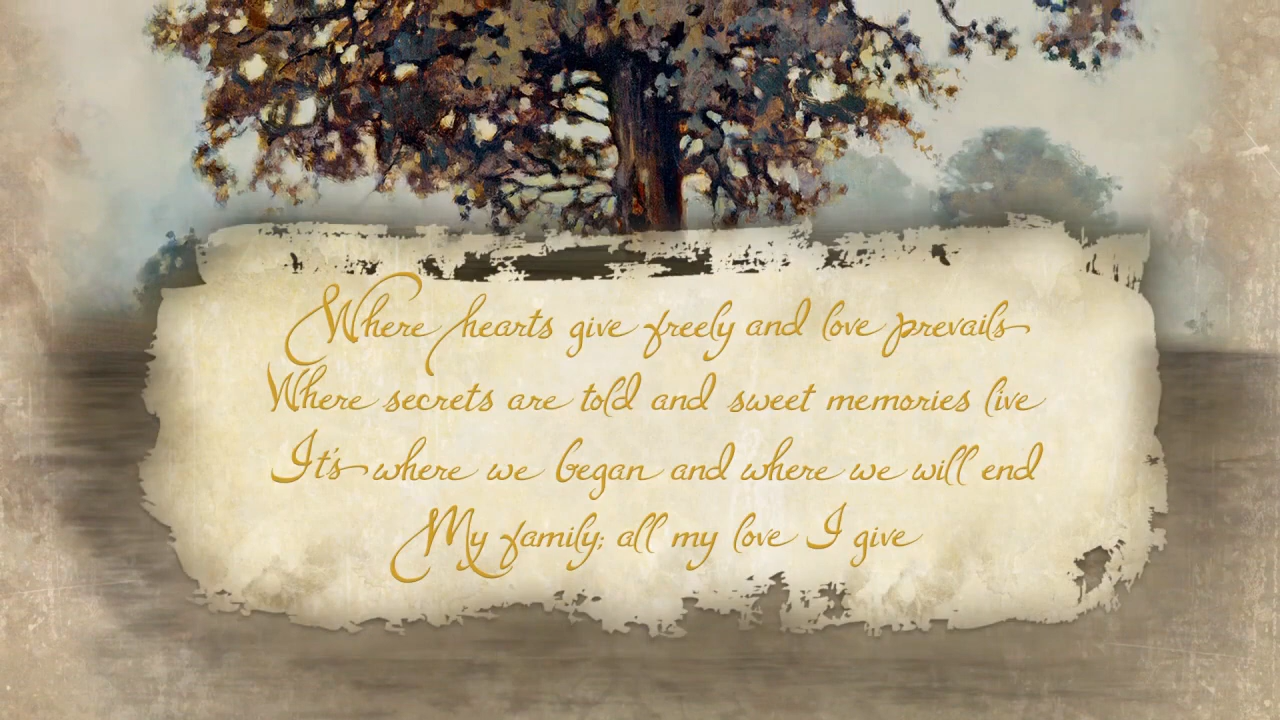 Where hearts give freely and love prevails
Where secrets are told and sweet memories live
It's where we began and where we will end
My family; all my love I give